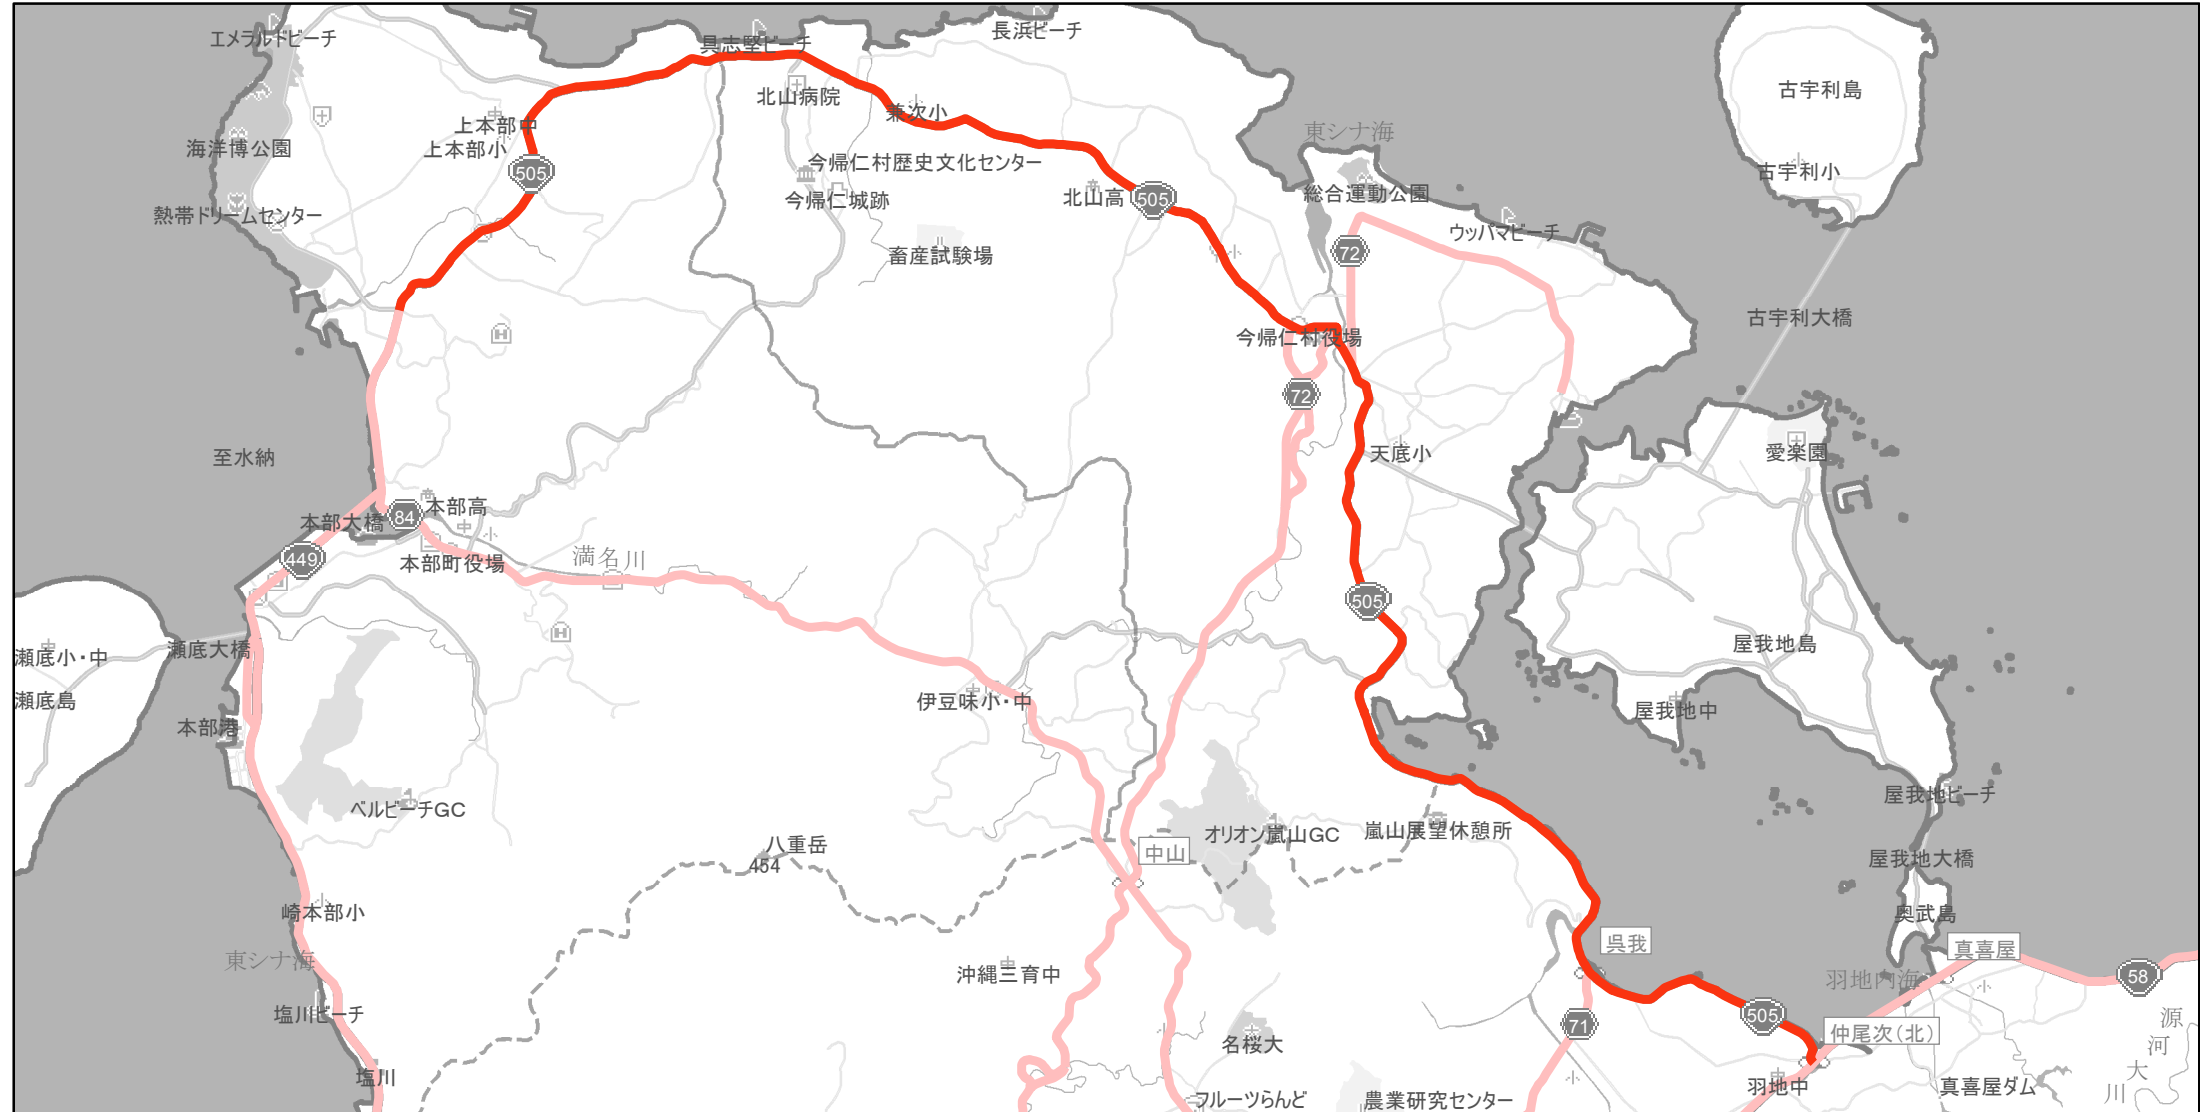 エメラルドビーチ
具志堅ビーチ
長浜ビーチ
古宇利島
北山病院
兼次小
上本部中
上本部小
東シナ海
海洋博公園
505
今帰仁村歴史文化センター
古宇利小
今帰仁城跡
北山高
505
総合運動公園
熱帯ドリームセンター
ウッパマビーチ
畜産試験場
72
古宇利大橋
今帰仁村役場
72
至水納
天底小
愛楽園
本部大橋
84
本部高
449
本部町役場
満名川
505
瀬底小・中
瀬底大橋
屋我地島
瀬底島
伊豆味小・中
屋我地中
本部港
ベルビーチGC
屋我地ビーチ
八重岳
454
中山
オリオン嵐山GC
嵐山展望休憩所
屋我地大橋
崎本部小
奥武島
呉我
真喜屋
東シナ海
沖縄三育中
羽地内海
58
塩川ビーチ
71
505
仲尾次(北)
源河大川
名桜大
塩川
羽地中
真喜屋ダム
フルーツらんど
農業研究センター